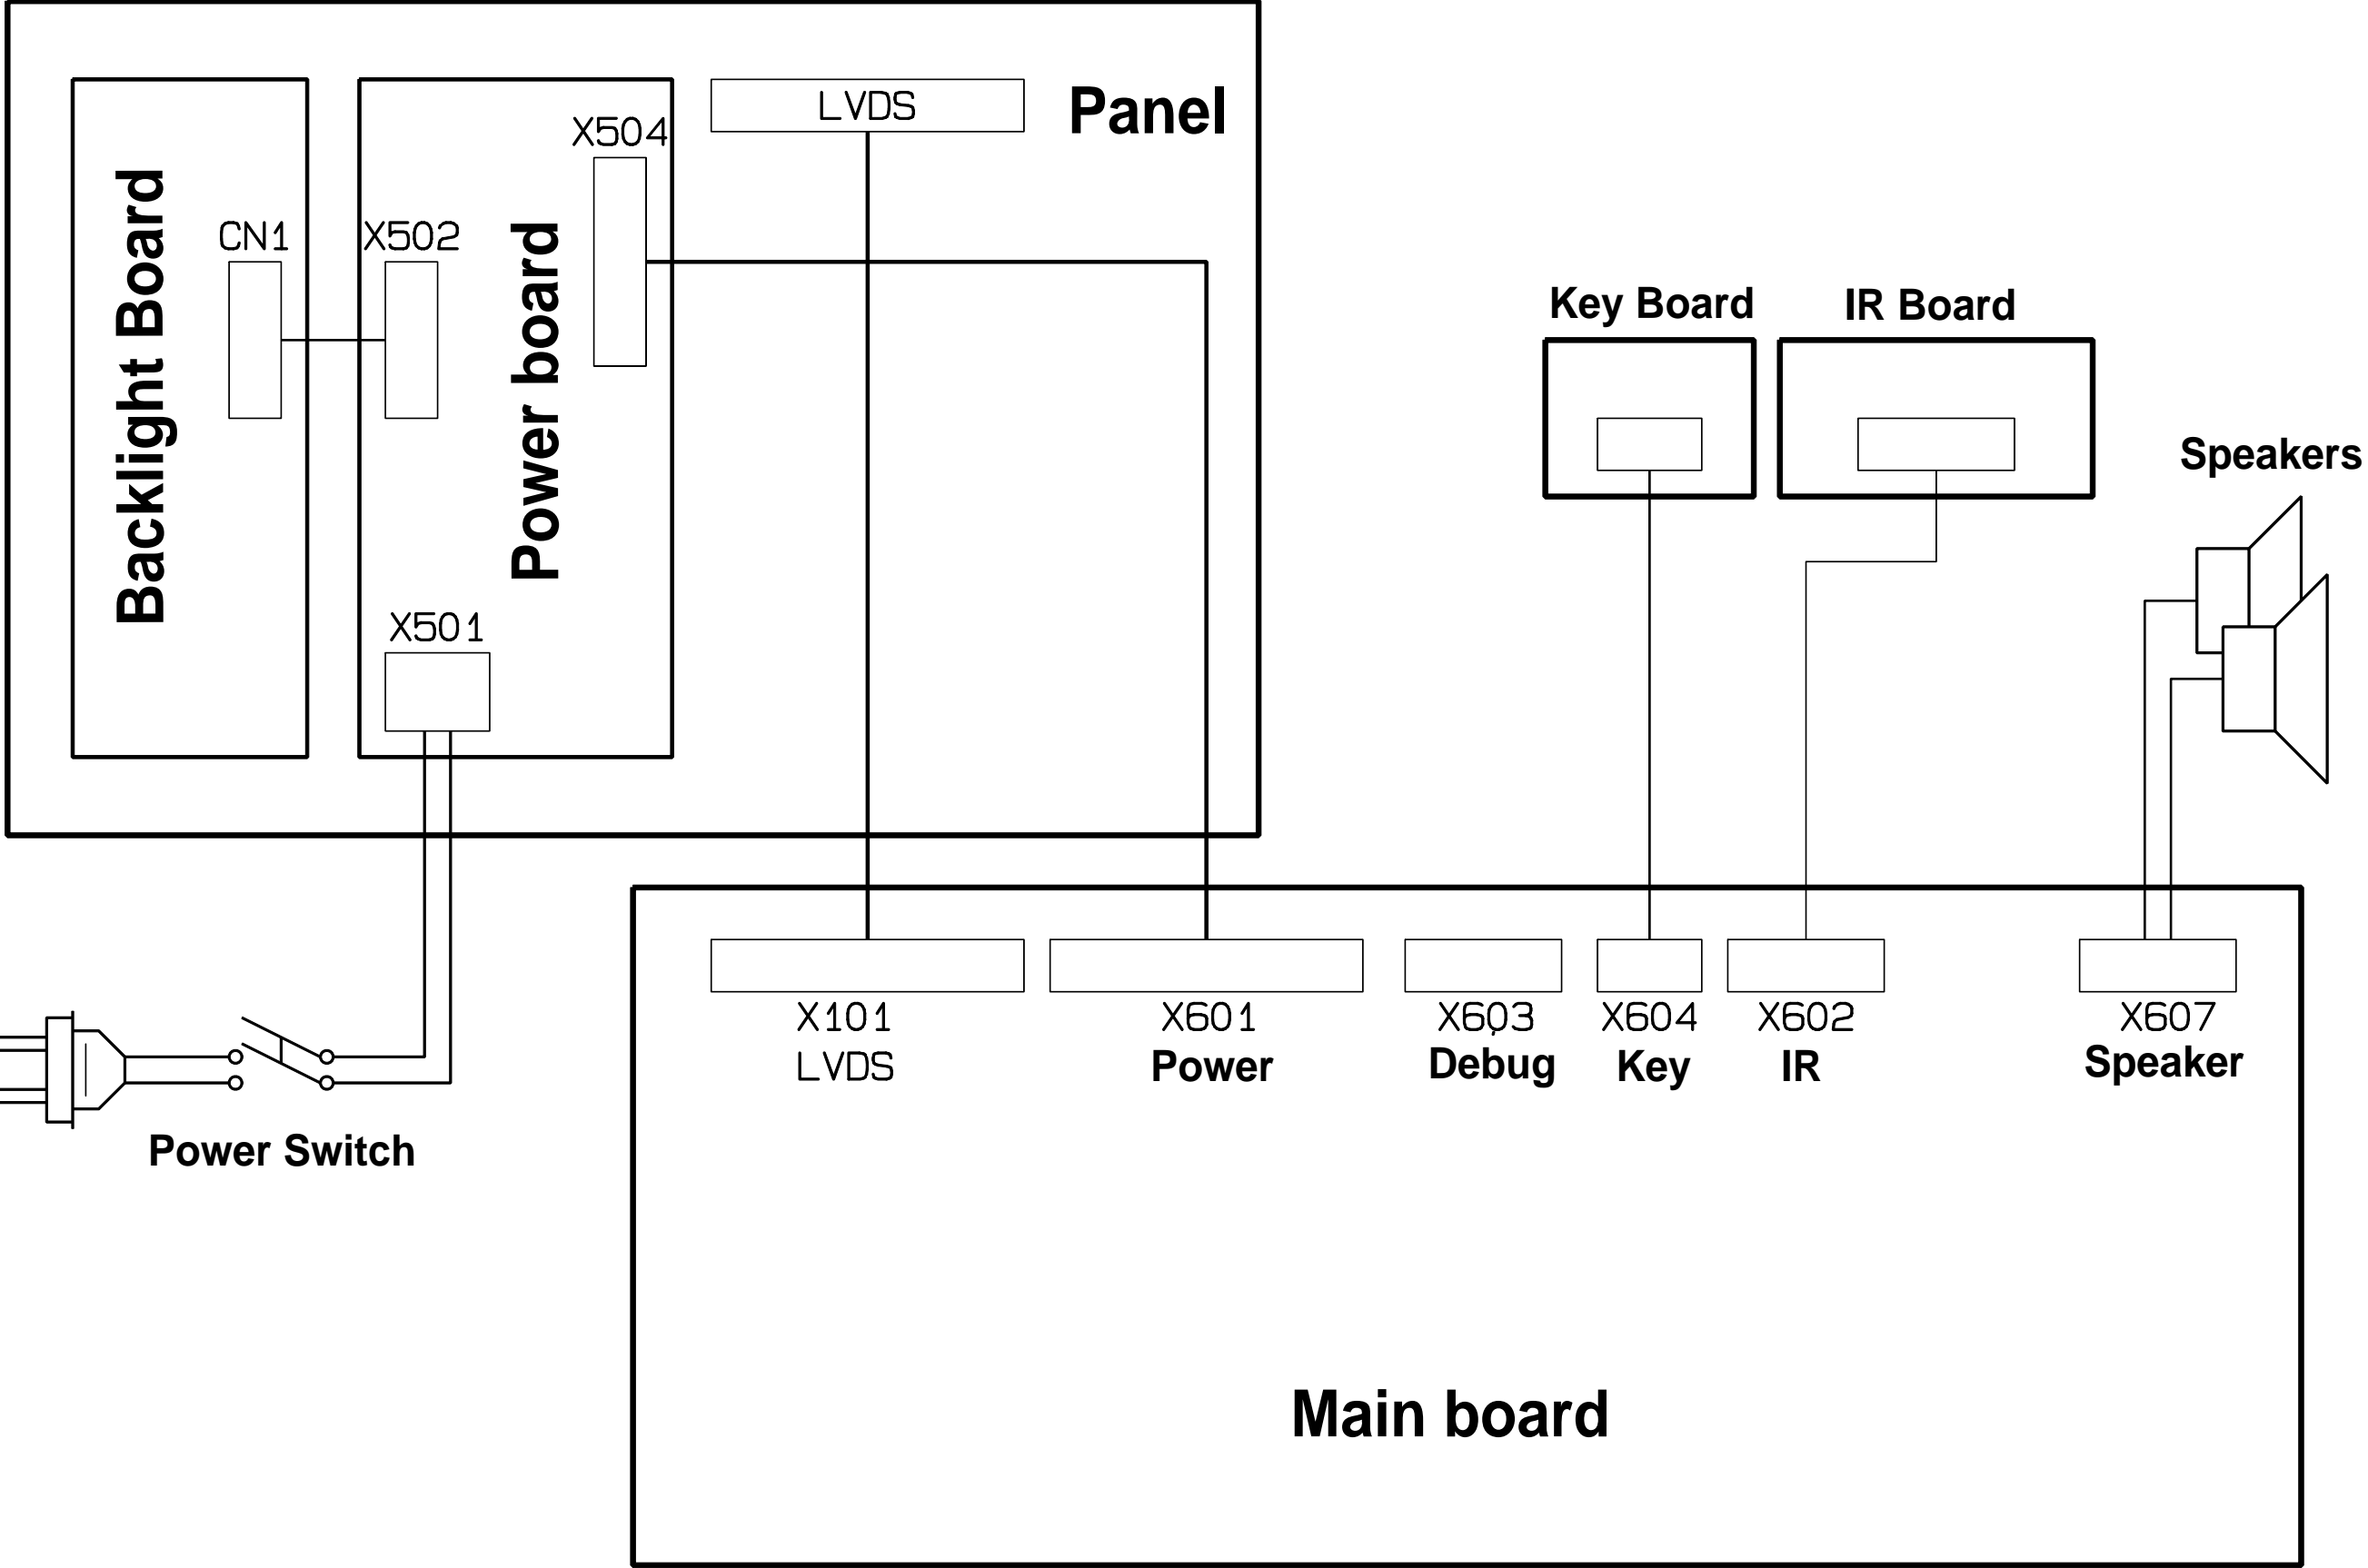 Panel
LVDS
X504
Backlight Board
CN1
X502
Power board
X501
Key Board
IR Board
Speakers
X101
LVDS
X601
Power
X603
Debug
X604
Key
X602
IR
X607
Speaker
Power Switch
Main board